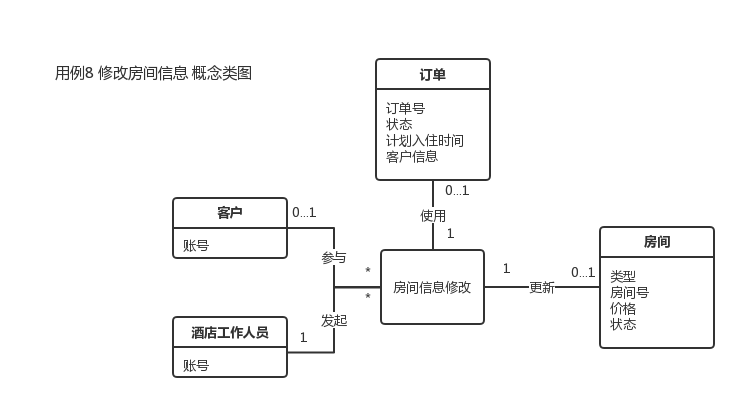 用例8 修改房间信息 概念类图
订单
订单号
状态
计划入住时间
客户信息
0...1
使用
1
客户
账号
0...1
参与
*
*
发起
酒店工作人员
账号
1
房间信息修改
1
更新
0...1
房间
类型
房间号
价格
状态